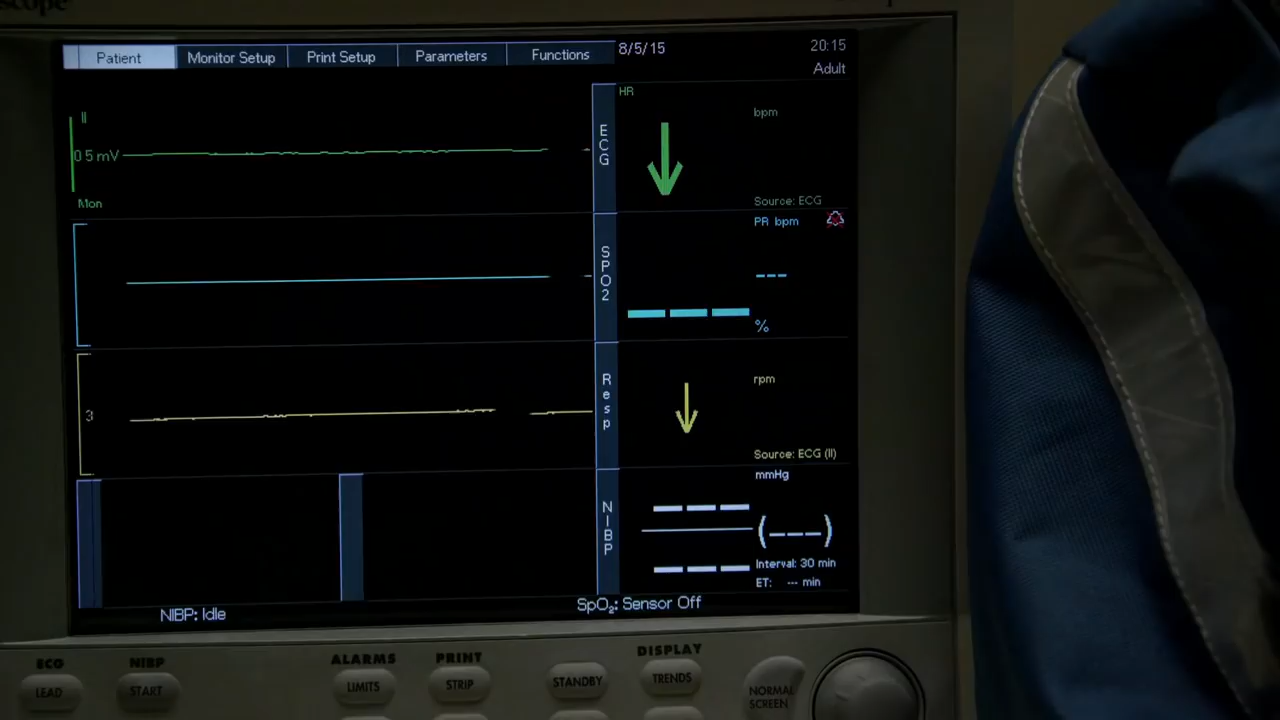 scope
Patient Monitor Setup Print Setup Parameters Functions 8/5/15 20:15
Adult
II
0 5 mV
Mon
ECG
HR
bpm
Source: ECG
SPO2
PR bpm
---
--- %
3
Resp
rpm
Source: ECG (II)
NIBP
mmHg
---
(---)
---
Interval: 30 min
ET: --- min
NIBP: Idle
SpO₂: Sensor Off
ECG NIBP ALARMS PRINT DISPLAY
LEAD START LIMITS STRIP STANDBY TRENDS NORMAL SCREEN